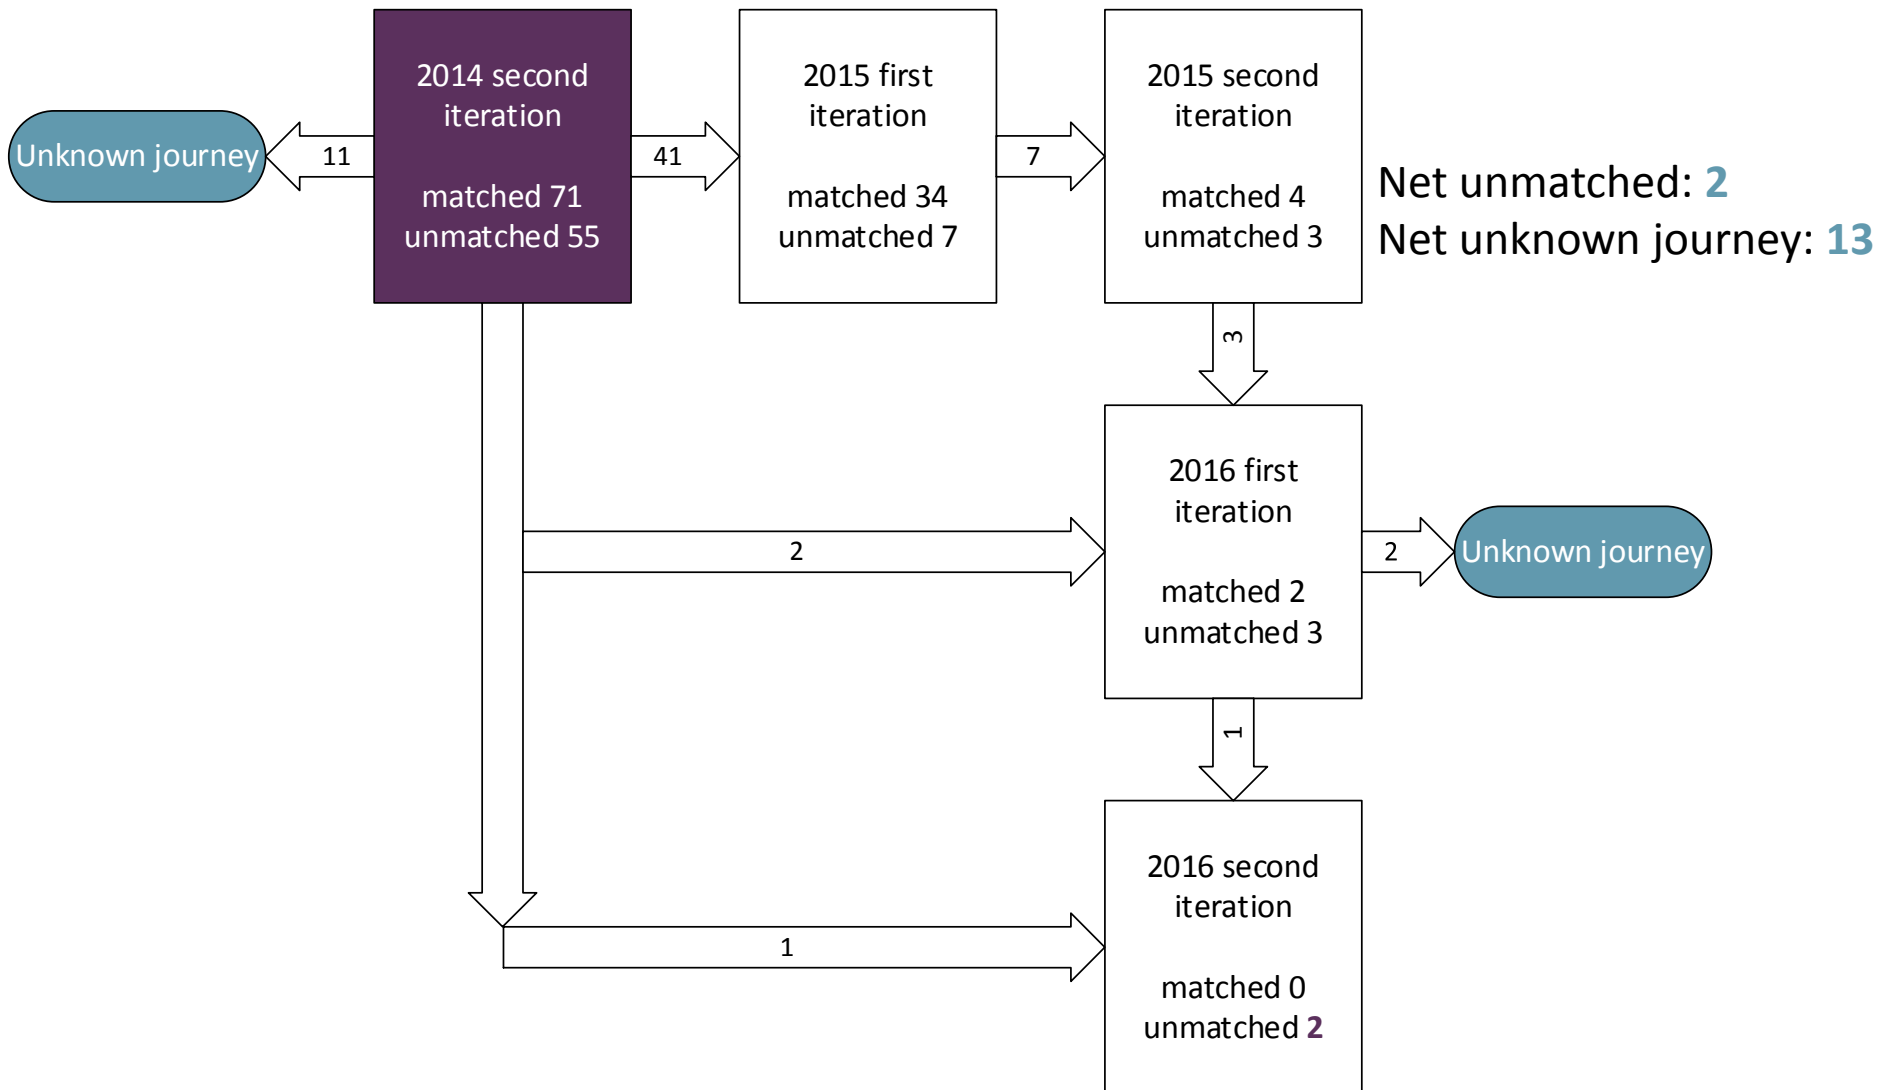 2014 second
iteration
matched 71
unmatched 55
2015 first
iteration
matched 34
unmatched 7
2015 second
iteration
matched 4
unmatched 3
Unknown journey
11
41
7
Net unmatched: 2
Net unknown journey: 13
3
2016 first
iteration
matched 2
unmatched 3
2
2
Unknown journey
1
2016 second
iteration
matched 0
unmatched 2
1